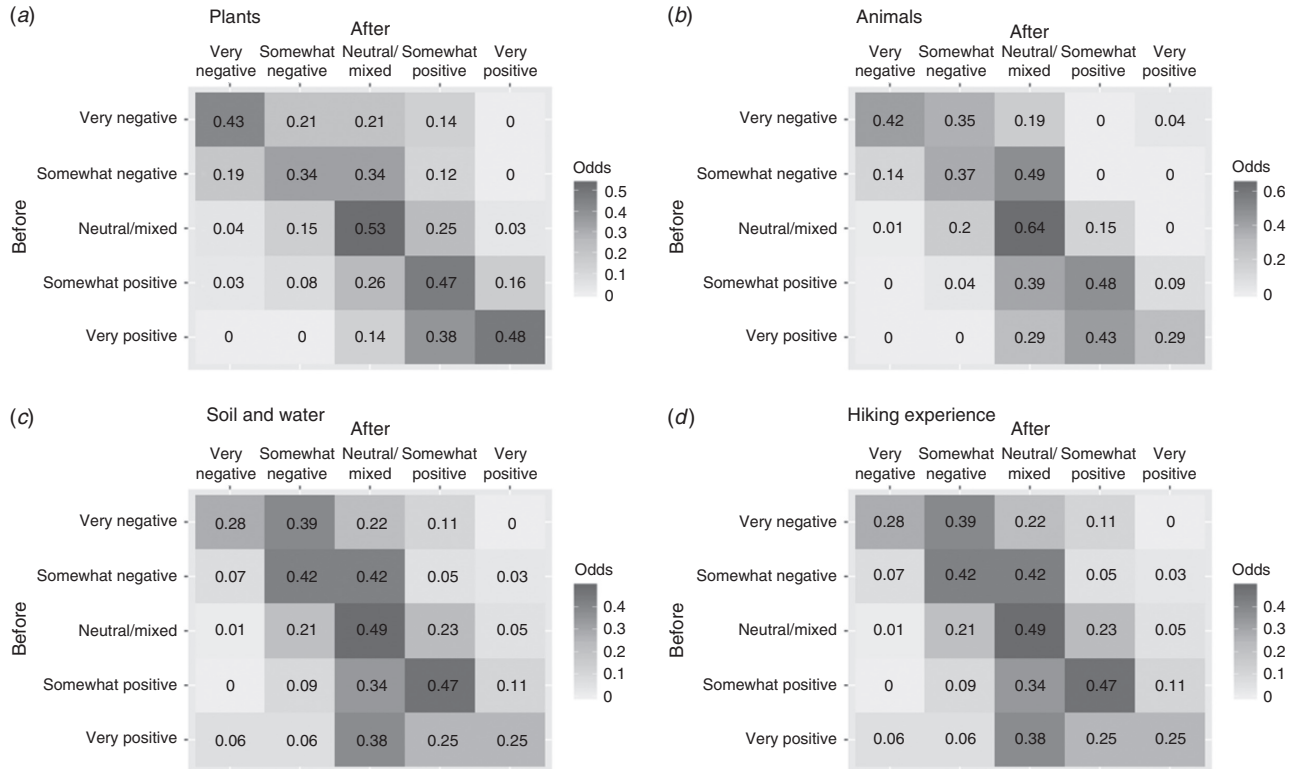 (a) Plants
After
Very Somewhat Neutral/ Somewhat Very
negative negative mixed positive positive
Very negative 0.43 0.21 0.21 0.14 0
Somewhat negative 0.19 0.34 0.34 0.12 0
Neutral/mixed 0.04 0.15 0.53 0.25 0.03
Somewhat positive 0.03 0.08 0.26 0.47 0.16
Very positive 0 0 0.14 0.38 0.48
Before
Odds
0.5
0.4
0.3
0.2
0.1
0
(b) Animals
After
Very Somewhat Neutral/ Somewhat Very
negative negative mixed positive positive
Very negative 0.42 0.35 0.19 0 0.04
Somewhat negative 0.14 0.37 0.49 0 0
Neutral/mixed 0.01 0.2 0.64 0.15 0
Somewhat positive 0 0.04 0.39 0.48 0.09
Very positive 0 0 0.29 0.43 0.29
Before
Odds
0.6
0.4
0.2
0
(c) Soil and water
After
Very Somewhat Neutral/ Somewhat Very
negative negative mixed positive positive
Very negative 0.28 0.39 0.22 0.11 0
Somewhat negative 0.07 0.42 0.42 0.05 0.03
Neutral/mixed 0.01 0.21 0.49 0.23 0.05
Somewhat positive 0 0.09 0.34 0.47 0.11
Very positive 0.06 0.06 0.38 0.25 0.25
Before
Odds
0.4
0.3
0.2
0.1
0
(d) Hiking experience
After
Very Somewhat Neutral/ Somewhat Very
negative negative mixed positive positive
Very negative 0.28 0.39 0.22 0.11 0
Somewhat negative 0.07 0.42 0.42 0.05 0.03
Neutral/mixed 0.01 0.21 0.49 0.23 0.05
Somewhat positive 0 0.09 0.34 0.47 0.11
Very positive 0.06 0.06 0.38 0.25 0.25
Before
Odds
0.4
0.3
0.2
0.1
0